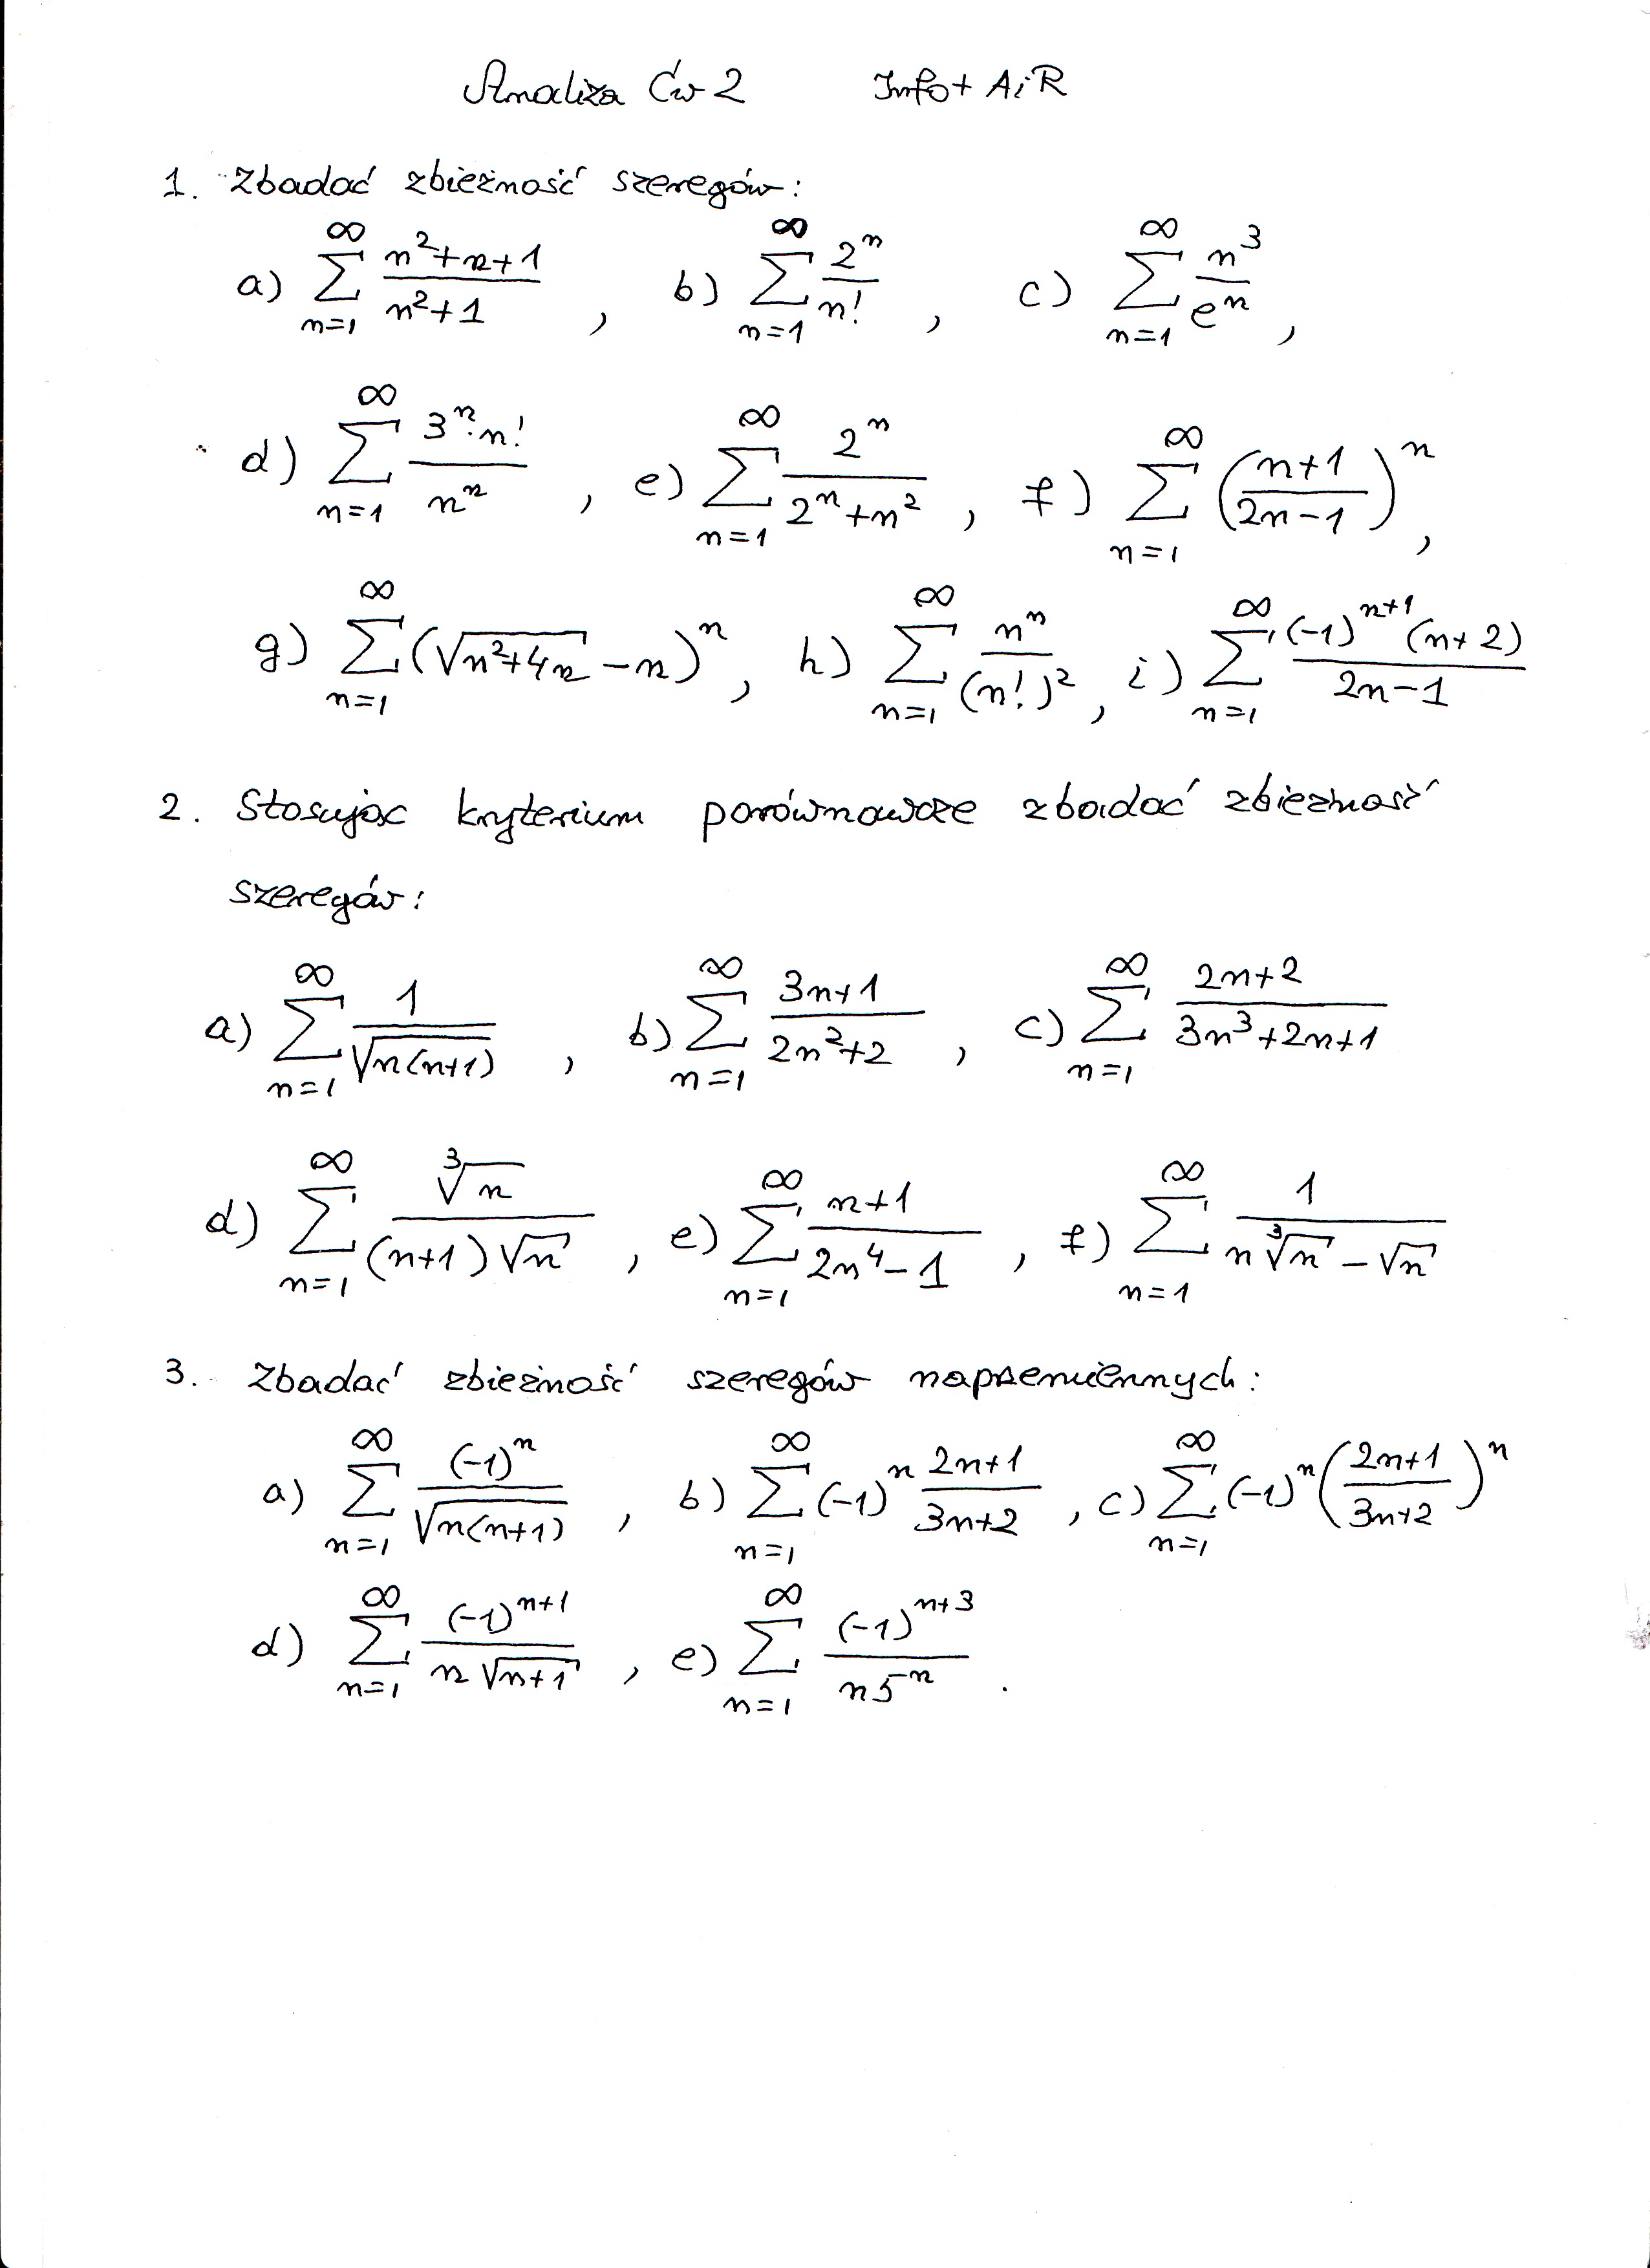 Analiza Ćw 2 Info + AiR
1. Zbadać zbieżność szeregów:
a) $\sum_{n=1}^{\infty} \frac{n^2+n+1}{n^2+1}$, b) $\sum_{n=1}^{\infty} \frac{2^n}{n!}$, c) $\sum_{n=1}^{\infty} \frac{n^3}{e^n}$,
d) $\sum_{n=1}^{\infty} \frac{3^n \cdot n!}{n^n}$, e) $\sum_{n=1}^{\infty} \frac{2^n}{2^n+n^2}$, f) $\sum_{n=1}^{\infty} \left(\frac{n+1}{2n-1}\right)^n$,
g) $\sum_{n=1}^{\infty} (\sqrt{n^2+4n}-n)^n$, h) $\sum_{n=1}^{\infty} \frac{n^n}{(n!)^2}$, i) $\sum_{n=1}^{\infty} \frac{(-1)^{n+1}(n+2)}{2n-1}$
2. Stosując kryterium porównawcze zbadać zbieżność
szeregów:
a) $\sum_{n=1}^{\infty} \frac{1}{\sqrt{n(n+1)}}$, b) $\sum_{n=1}^{\infty} \frac{3n+1}{2n^2+2}$, c) $\sum_{n=1}^{\infty} \frac{2n+2}{3n^3+2n+1}$
d) $\sum_{n=1}^{\infty} \frac{\sqrt[3]{n}}{(n+1)\sqrt{n}}$, e) $\sum_{n=1}^{\infty} \frac{n+1}{2n^4-1}$, f) $\sum_{n=1}^{\infty} \frac{1}{n\sqrt[3]{n}-\sqrt{n}}$
3. Zbadać zbieżność szeregów naprzemiennych:
a) $\sum_{n=1}^{\infty} \frac{(-1)^n}{\sqrt{n(n+1)}}$, b) $\sum_{n=1}^{\infty} (-1)^n \frac{2n+1}{3n+2}$, c) $\sum_{n=1}^{\infty} (-1)^n \left(\frac{2n+1}{3n+2}\right)^n$
d) $\sum_{n=1}^{\infty} \frac{(-1)^{n+1}}{n\sqrt{n+1}}$, e) $\sum_{n=1}^{\infty} \frac{(-1)^{n+3}}{n5^n}$.